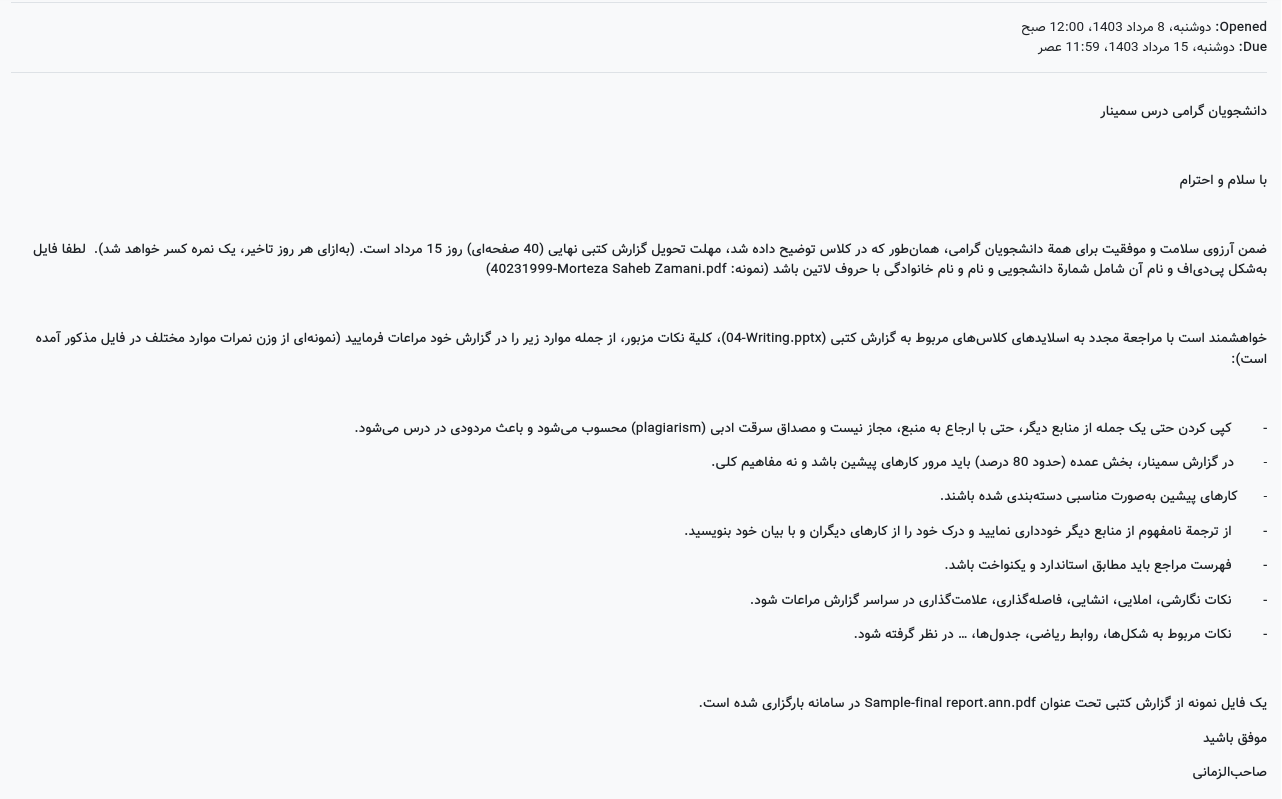 Opened: دوشنبه، 8 مرداد 1403، 12:00 صبح
Due: دوشنبه، 15 مرداد 1403، 11:59 عصر
دانشجویان گرامی درس سمینار
با سلام و احترام
ضمن آرزوی سلامت و موفقیت برای همۀ دانشجویان گرامی، همان‌طور که در کلاس توضیح داده شد، مهلت تحویل گزارش کتبی نهایی (40 صفحه‌ای) روز 15 مرداد است. (به‌ازای هر روز تاخیر، یک نمره کسر خواهد شد). لطفا فایل
به‌شکل پی‌دی‌اف و نام آن شامل شمارۀ دانشجویی و نام و نام خانوادگی با حروف لاتین باشد (نمونه: 40231999-Morteza Saheb Zamani.pdf)
خواهشمند است با مراجعۀ مجدد به اسلایدهای کلاس‌های مربوط به گزارش کتبی (04-Writing.pptx)، کلیۀ نکات مزبور، از جمله موارد زیر را در گزارش خود مراعات فرمایید (نمونه‌ای از وزن نمرات موارد مختلف در فایل مذکور آمده
است):
- کپی کردن حتی یک جمله از منابع دیگر، حتی با ارجاع به منبع، مجاز نیست و مصداق سرقت ادبی (plagiarism) محسوب می‌شود و باعث مردودی در درس می‌شود.
- در گزارش سمینار، بخش عمده (حدود 80 درصد) باید مرور کارهای پیشین باشد و نه مفاهیم کلی.
- کارهای پیشین به‌صورت مناسبی دسته‌بندی شده باشند.
- از ترجمۀ نامفهوم از منابع دیگر خودداری نمایید و درک خود را از کارهای دیگران و با بیان خود بنویسید.
- فهرست مراجع باید مطابق استاندارد و یکنواخت باشد.
- نکات نگارشی، املایی، انشایی، فاصله‌گذاری، علامت‌گذاری در سراسر گزارش مراعات شود.
- نکات مربوط به شکل‌ها، روابط ریاضی، جدول‌ها، ... در نظر گرفته شود.
یک فایل نمونه از گزارش کتبی تحت عنوان Sample-final report.ann.pdf در سامانه بارگزاری شده است.
موفق باشید
صاحب‌الزمانی